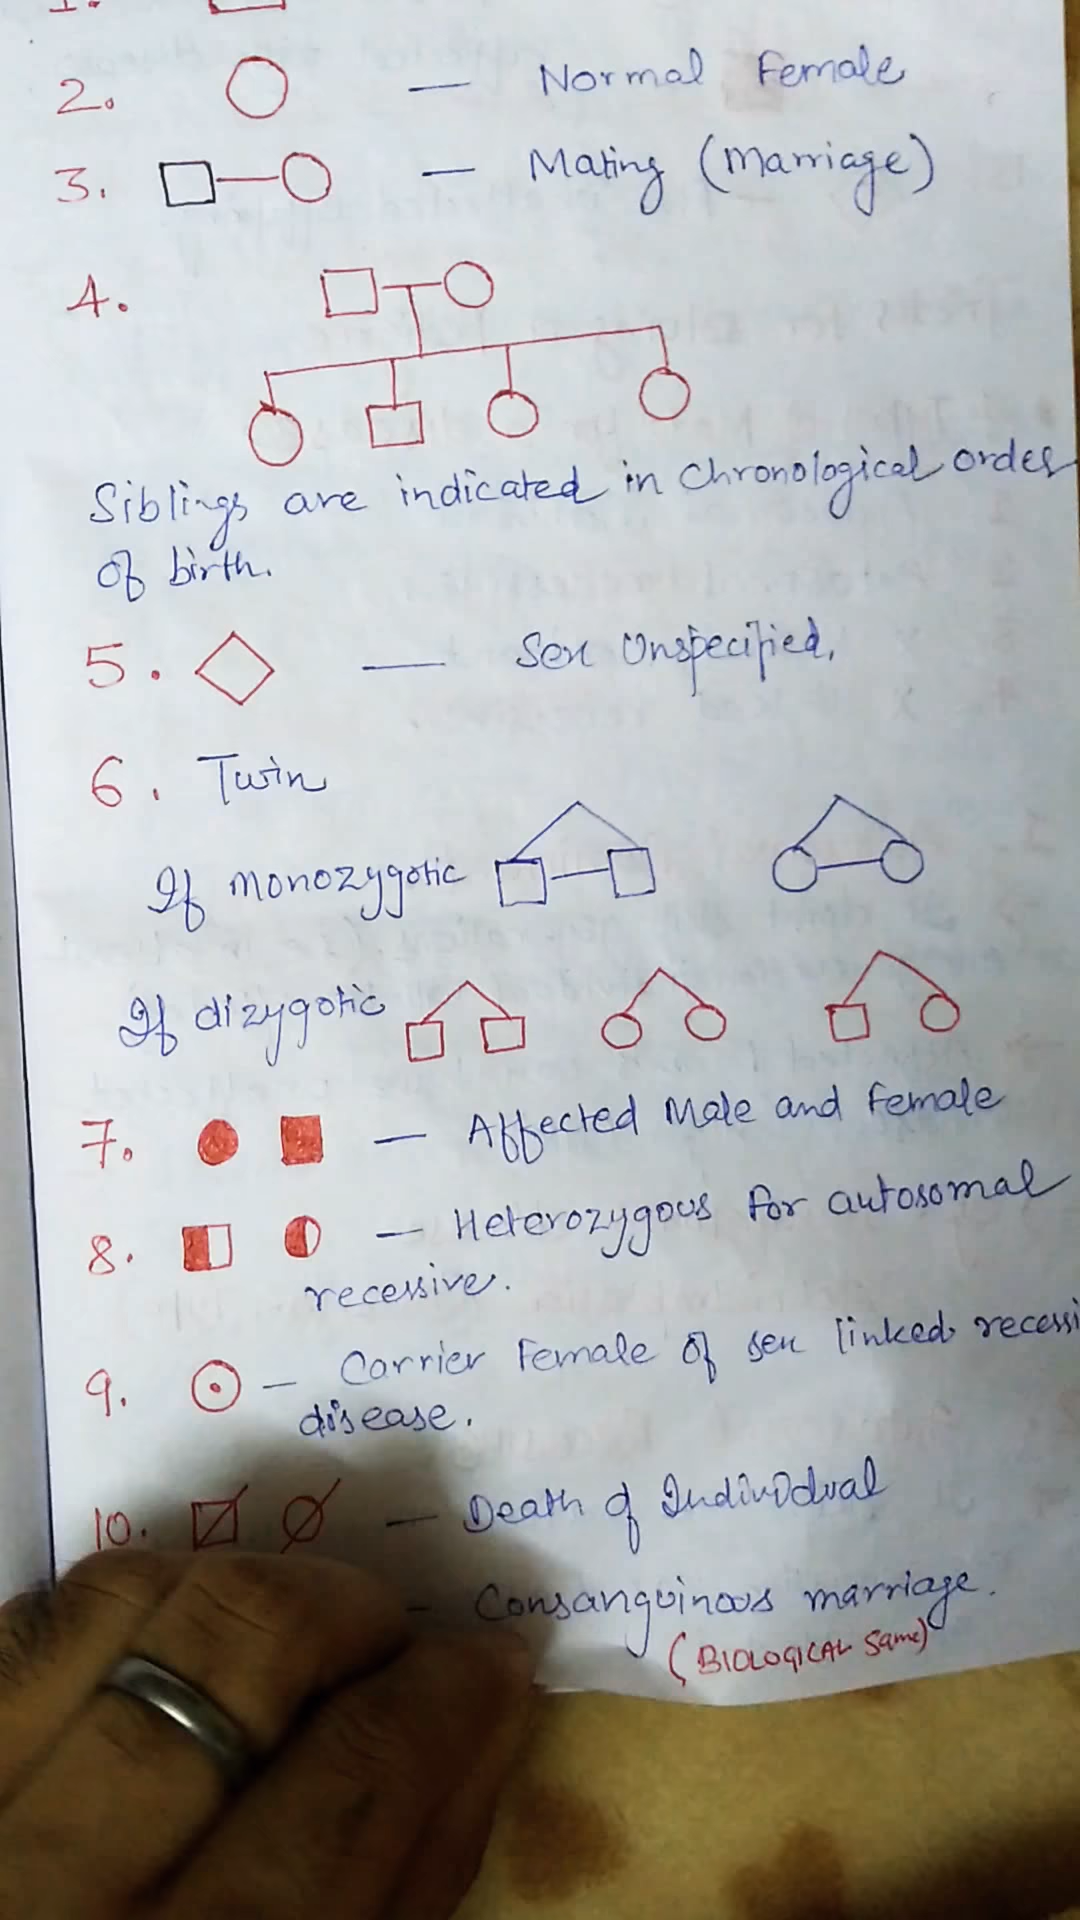 1.
2. — Normal Female
3. — Mating (Marriage)
4.
Siblings are indicated in Chronological order
of birth.
5. — Sex Unspecified.
6. Twin
If monozygotic
If dizygotic
7. — Affected Male and Female
8. — Heterozygous for autosomal
recessive.
9. — Carrier Female of sex linked recessi
disease.
10. — Death of Individual
— Consanguinous marriage.
(BIOLOGICAL Same)